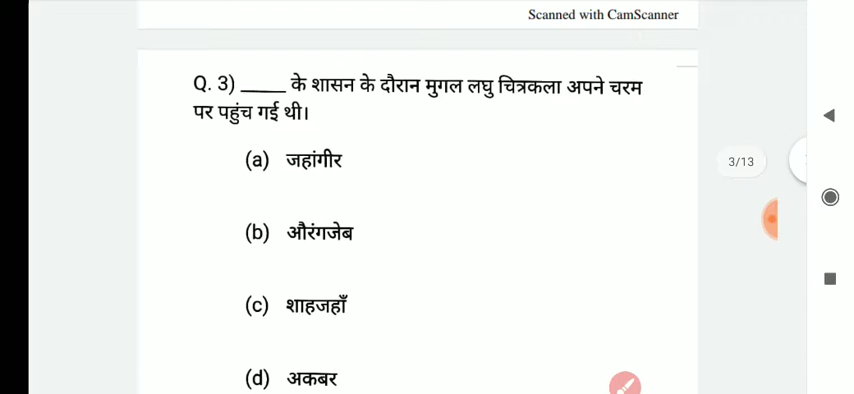 Scanned with CamScanner
Q. 3) _____ के शासन के दौरान मुगल लघु चित्रकला अपने चरम
पर पहुंच गई थी।
(a) जहांगीर
3/13
(b) औरंगजेब
(c) शाहजहाँ
(d) अकबर